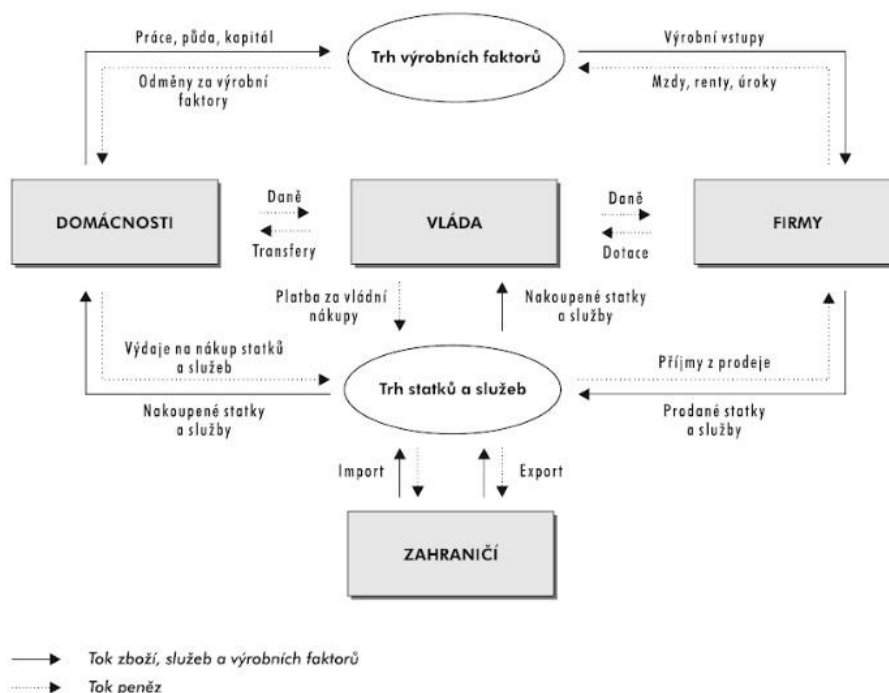 Práce, půda, kapitál
Trh výrobních faktorů
Výrobní vstupy
Odměny za výrobní
faktory
Mzdy, renty, úroky
DOMÁCNOSTI
Daně
Transfery
VLÁDA
Daně
Dotace
FIRMY
Platba za vládní
nákupy
Nakoupené statky
a služby
Výdaje na nákup statků
a služeb
Trh statků a služeb
Příjmy z prodeje
Nakoupené statky
a služby
Prodané statky
a služby
Import
Export
ZAHRANIČÍ
Tok zboží, služeb a výrobních faktorů
Tok peněz